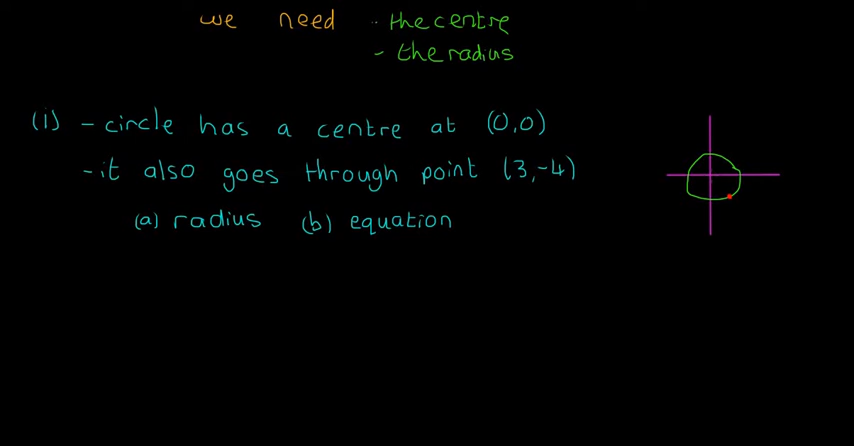 we need - the centre
- the radius
(i) - circle has a centre at (0,0)
- it also goes through point (3,-4)
(a) radius (b) equation